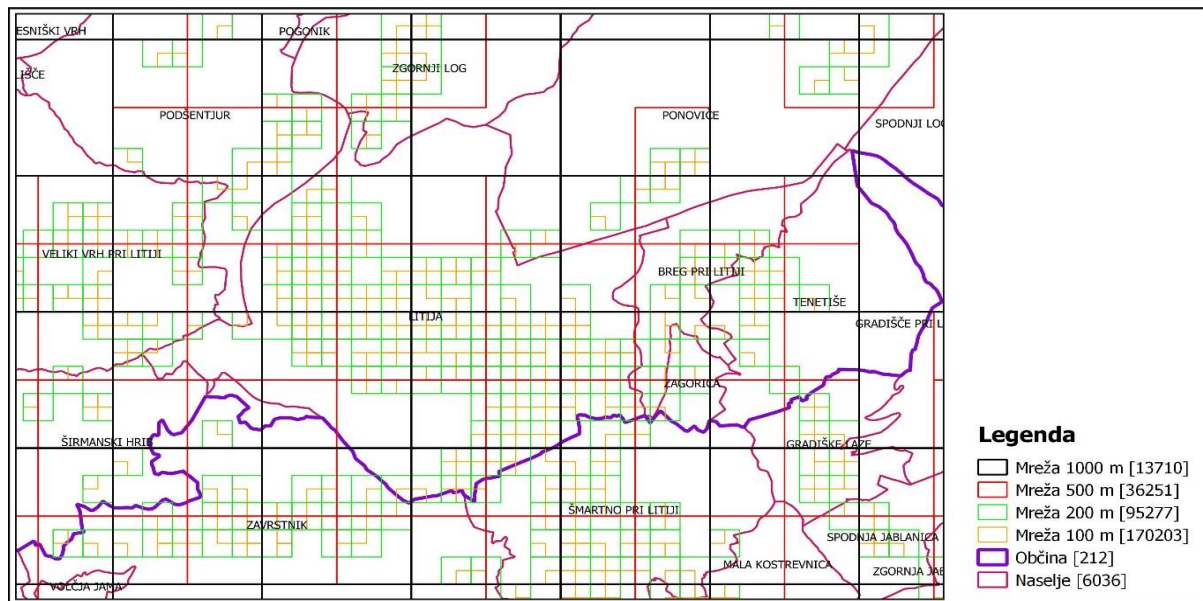 ESNIŠKI VRH
POGONIK
IŠČE
ZGORNJI LOG
PODŠENTJUR
PONOVIČE
SPODNJI LOG
VELIKI VRH PRI LITIJI
BREG PRI LITIJI
TENETIŠE
LITIJA
GRADIŠČE PRI L
ZAGORICA
ŠIRMANSKI HRIB
GRADIŠKE LAZE
ZAVRSTNIK
ŠMARTNO PRI LITIJI
SPODNJA JABLANICA
MALA KOSTREVNICA
ZGORNJA JAB
VOLČJA JAMA
Legenda
Mreža 1000 m [13710]
Mreža 500 m [36251]
Mreža 200 m [95277]
Mreža 100 m [170203]
Občina [212]
Naselje [6036]